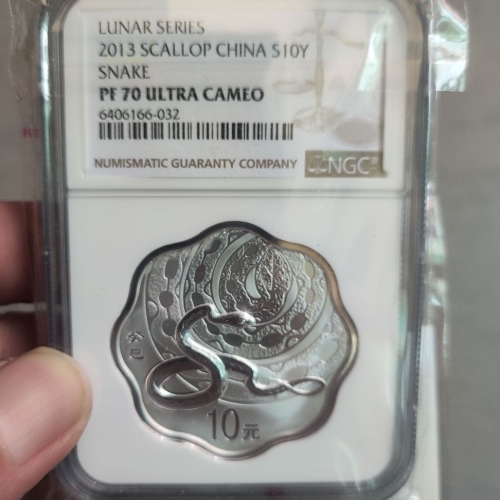 LUNAR SERIES
2013 SCALLOP CHINA S10Y
SNAKE
PF 70 ULTRA CAMEO
6406166-032
NUMISMATIC GUARANTY COMPANY
NGC
癸巳
10元